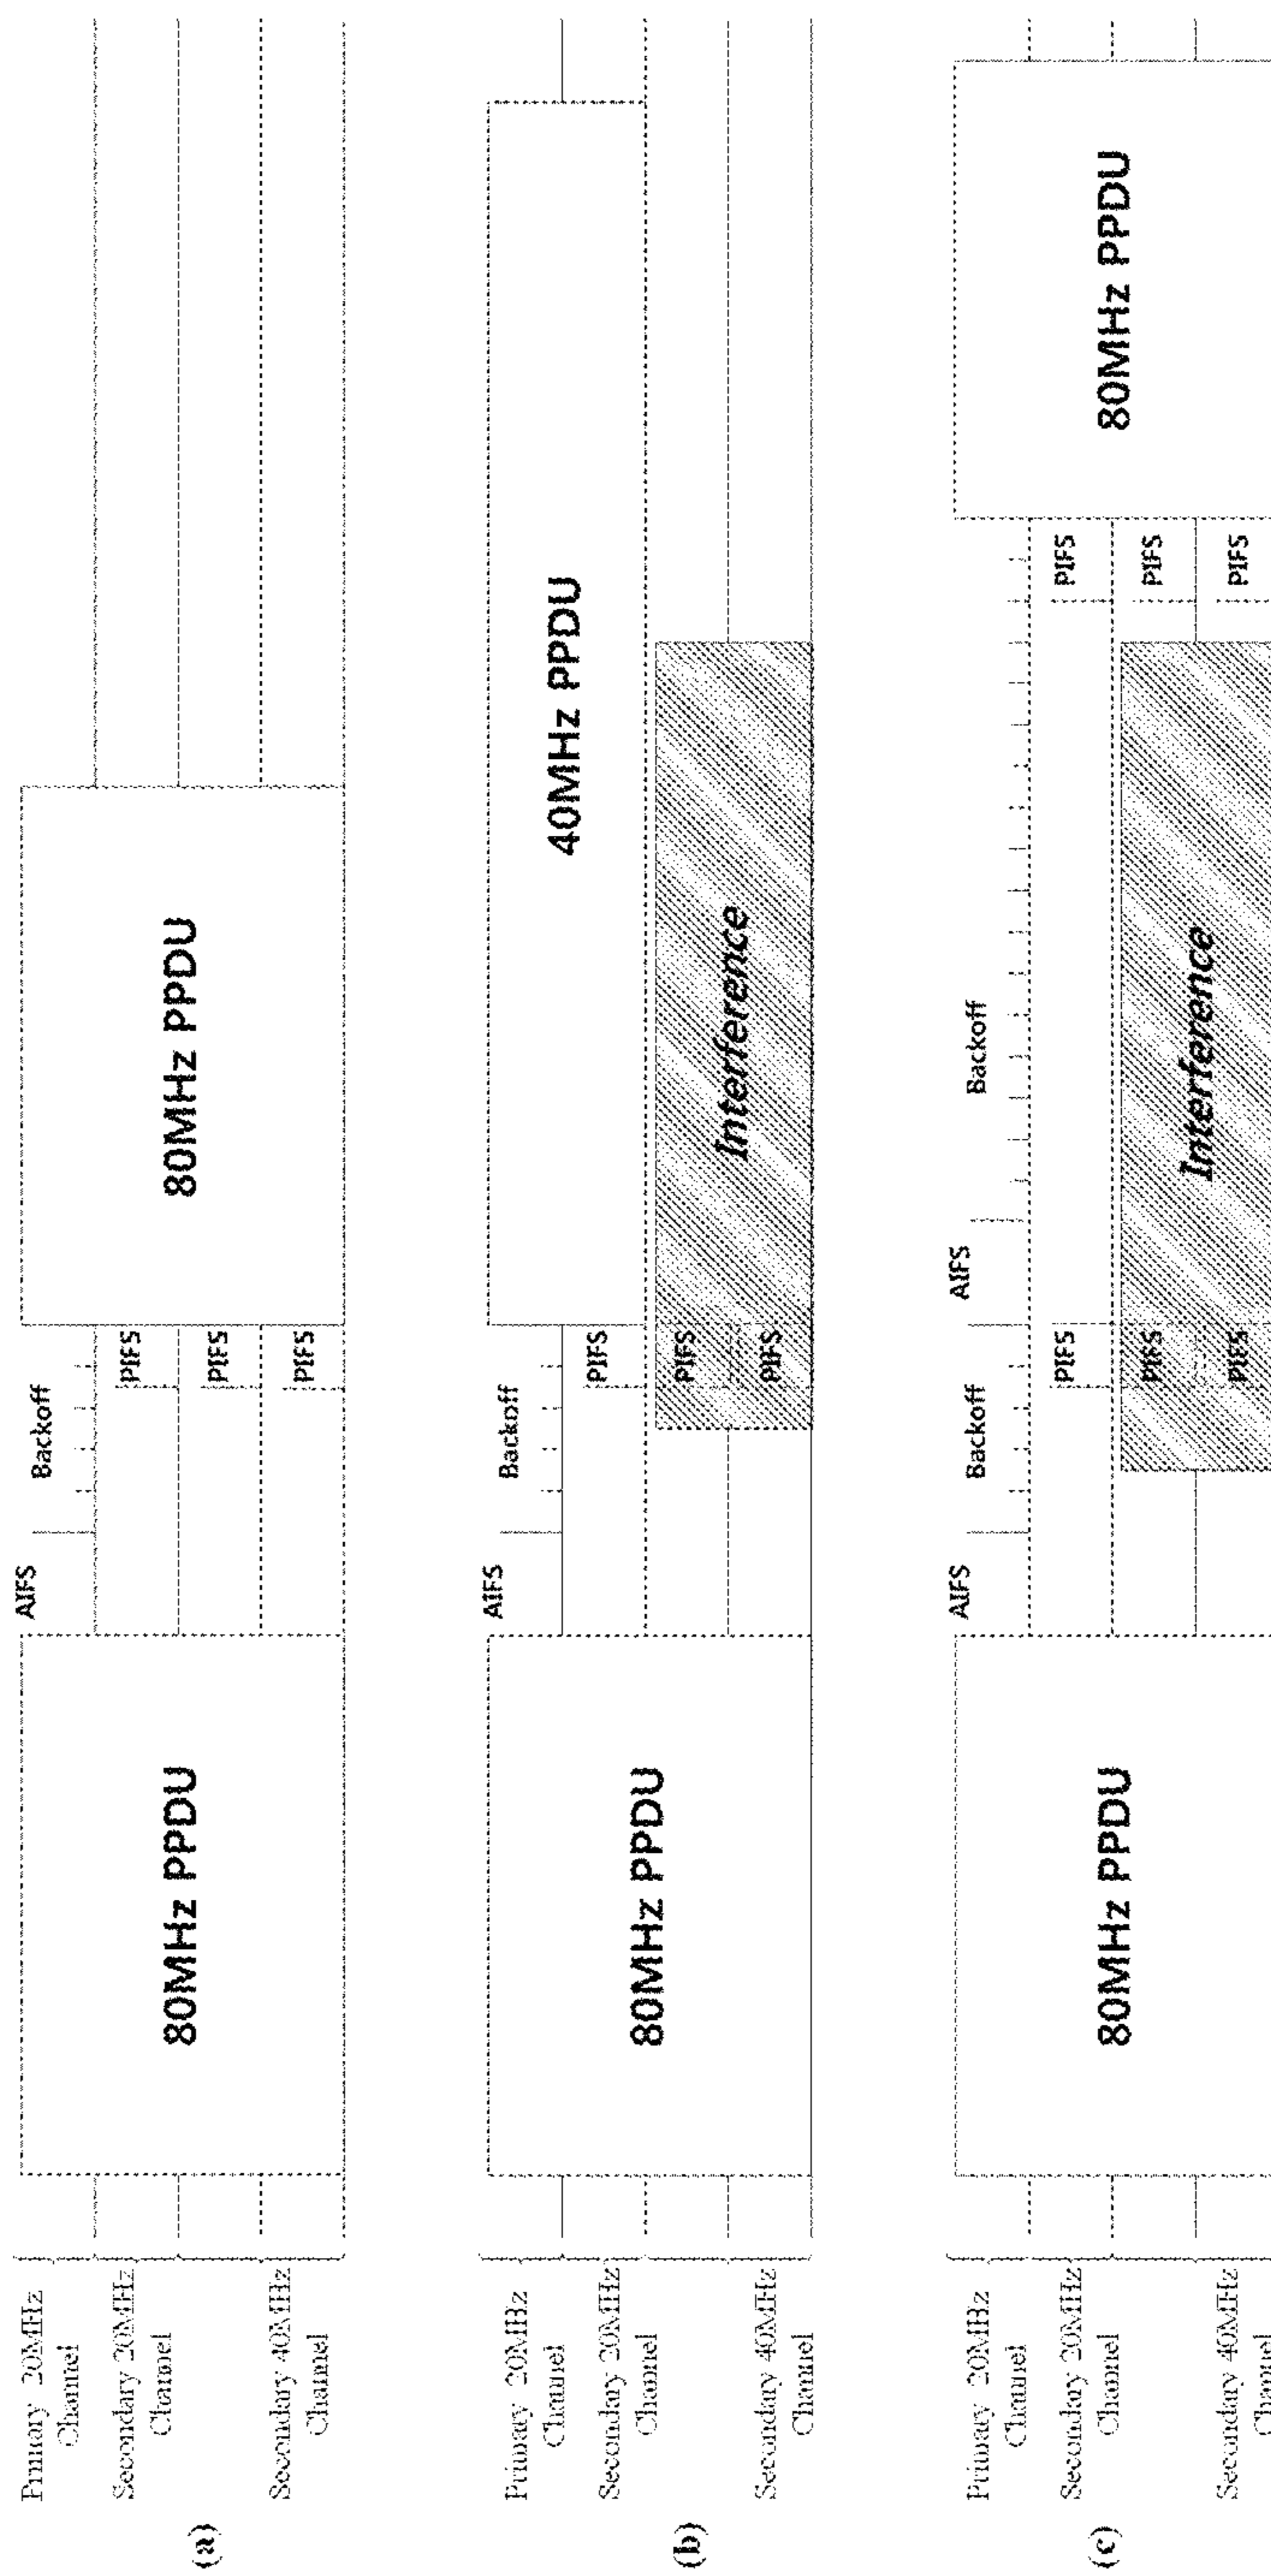 (a)
Primary 20MHz
Channel
Secondary 20MHz
Channel
Secondary 40MHz
Channel
80MHz PPDU
AIFS
Backoff
PIFS
PIFS
PIFS
80MHz PPDU
(b)
Primary 20MHz
Channel
Secondary 20MHz
Channel
Secondary 40MHz
Channel
80MHz PPDU
AIFS
Backoff
PIFS
PIFS
PIFS
40MHz PPDU
Interference
(c)
Primary 20MHz
Channel
Secondary 20MHz
Channel
Secondary 40MHz
Channel
80MHz PPDU
AIFS
Backoff
PIFS
PIFS
PIFS
AIFS
Backoff
Interference
PIFS
PIFS
PIFS
80MHz PPDU